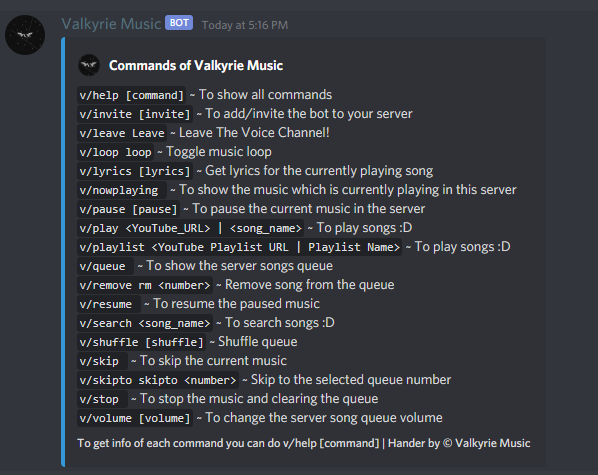 Valkyrie Music BOT Today at 5:16 PM
Commands of Valkyrie Music
v/help [command] ~ To show all commands
v/invite [invite] ~ To add/invite the bot to your server
v/leave Leave ~ Leave The Voice Channel!
v/loop loop ~ Toggle music loop
v/lyrics [lyrics] ~ Get lyrics for the currently playing song
v/nowplaying ~ To show the music which is currently playing in this server
v/pause [pause] ~ To pause the current music in the server
v/play <YouTube_URL> | <song_name> ~ To play songs :D
v/playlist <YouTube Playlist URL | Playlist Name> ~ To play songs :D
v/queue ~ To show the server songs queue
v/remove rm <number> ~ Remove song from the queue
v/resume ~ To resume the paused music
v/search <song_name> ~ To search songs :D
v/shuffle [shuffle] ~ Shuffle queue
v/skip ~ To skip the current music
v/skipto skipto <number> ~ Skip to the selected queue number
v/stop ~ To stop the music and clearing the queue
v/volume [volume] ~ To change the server song queue volume
To get info of each command you can do v/help [command] | Hander by © Valkyrie Music